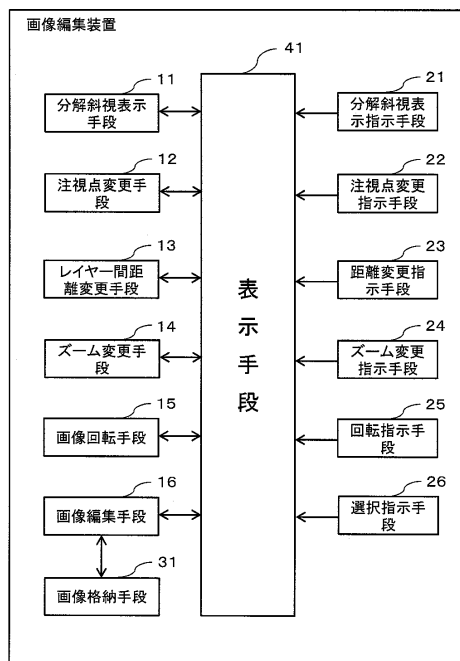 画像編集装置
41
11
分解斜視表示
手段
21
分解斜視表
示指示手段
12
注視点変更手
段
22
注視点変更
指示手段
13
レイヤー間距
離変更手段
23
距離変更指
示手段
14
ズーム変更手
段
24
ズーム変更
指示手段
15
画像回転手段
25
回転指示手
段
16
画像編集手段
26
選択指示手
段
31
画像格納手段
表示手段